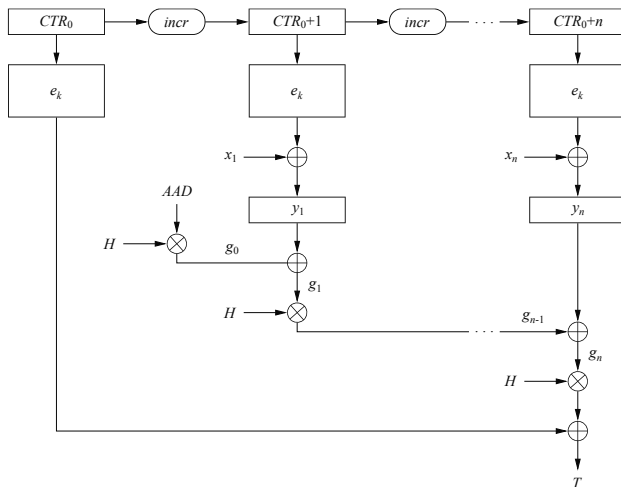 CTR₀ incr CTR₀+1 incr · · · CTR₀+n
eₖ eₖ eₖ
x₁ xₙ
AAD
y₁ yₙ
H g₀
g₁
H · · · gₙ₋₁
gₙ
H
T